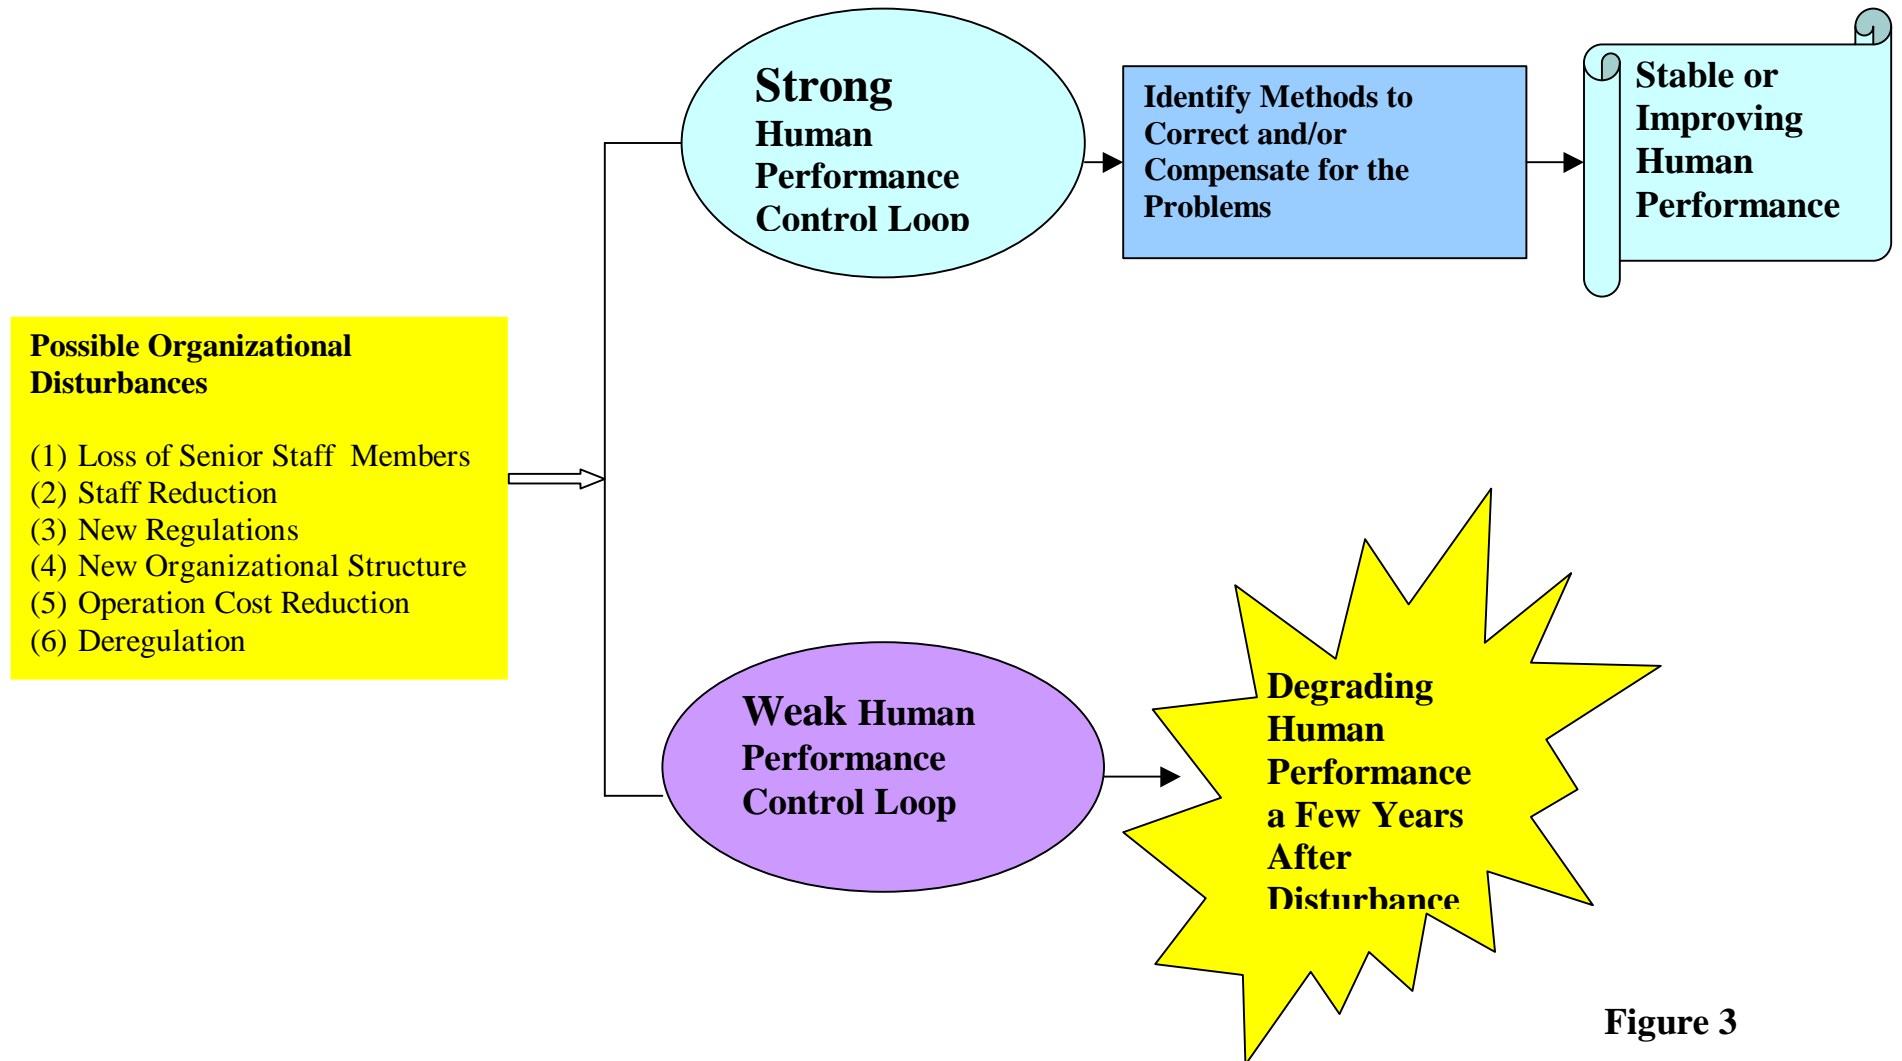 Strong
Human
Performance
Control Loop
Identify Methods to
Correct and/or
Compensate for the
Problems
Stable or
Improving
Human
Performance
Possible Organizational
Disturbances
(1) Loss of Senior Staff Members
(2) Staff Reduction
(3) New Regulations
(4) New Organizational Structure
(5) Operation Cost Reduction
(6) Deregulation
Weak Human
Performance
Control Loop
Degrading
Human
Performance
a Few Years
After
Disturbance
Figure 3